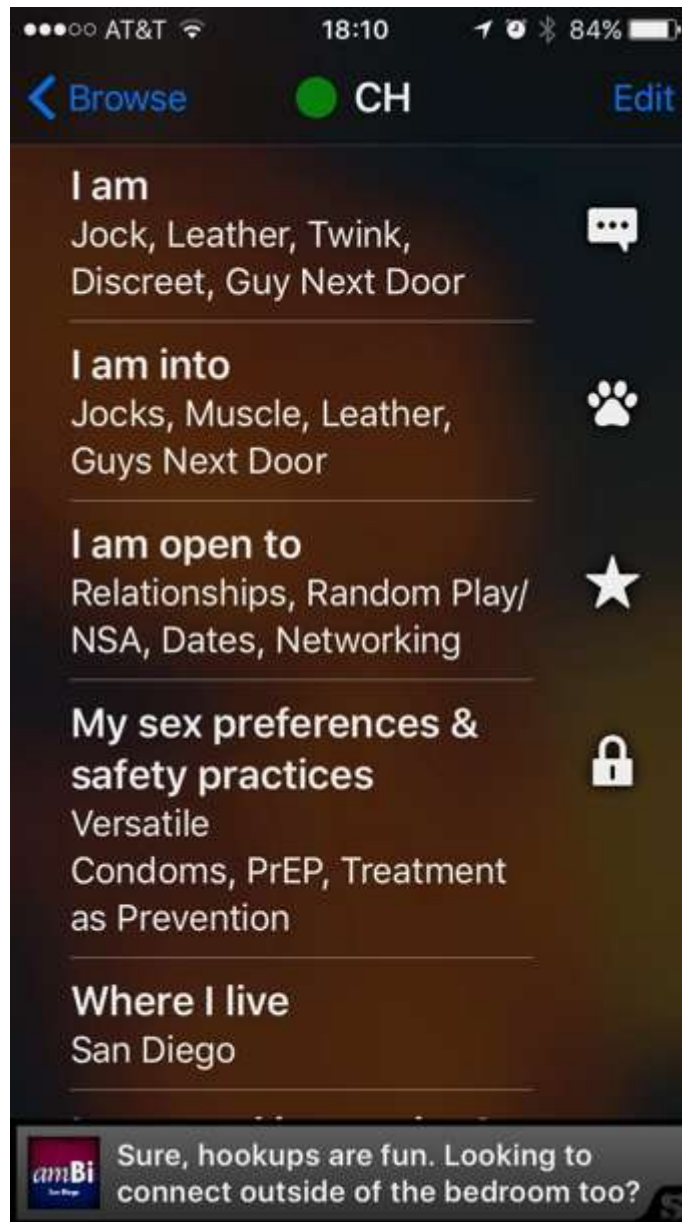 AT&T 18:10 84%
Browse CH Edit
I am
Jock, Leather, Twink,
Discreet, Guy Next Door
I am into
Jocks, Muscle, Leather,
Guys Next Door
I am open to
Relationships, Random Play/
NSA, Dates, Networking
My sex preferences &
safety practices
Versatile
Condoms, PrEP, Treatment
as Prevention
Where I live
San Diego
amBi
San Diego
Sure, hookups are fun. Looking to
connect outside of the bedroom too?